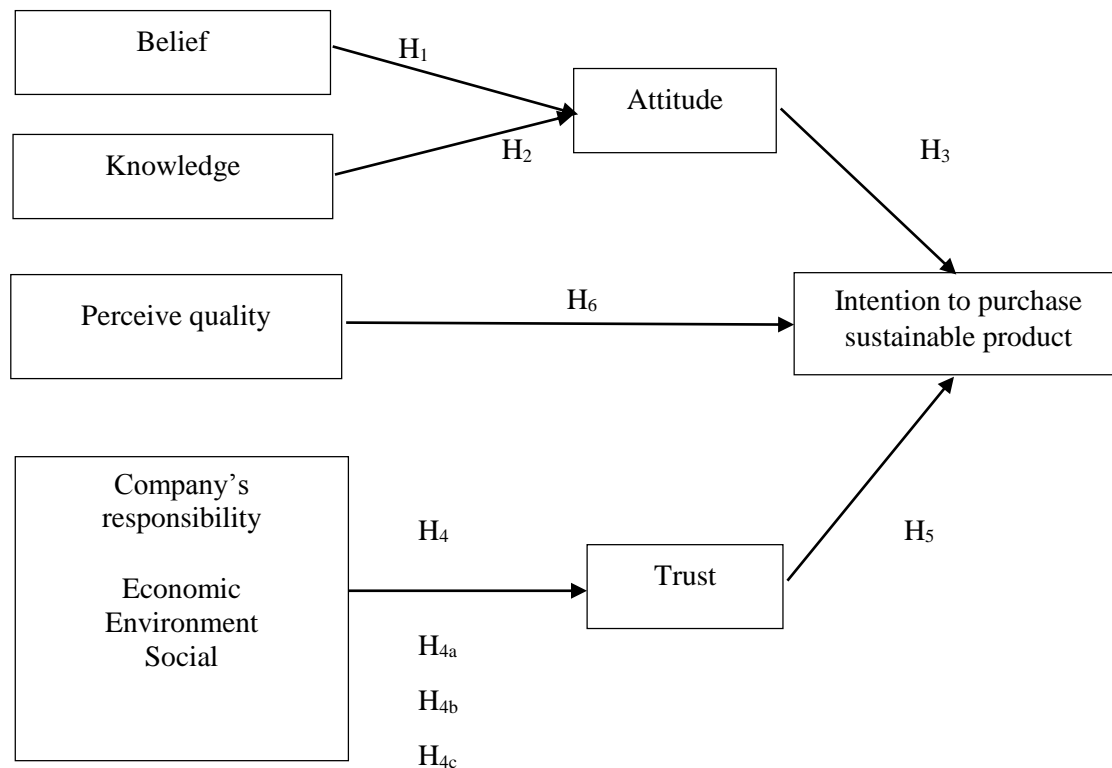 Belief
H₁
Attitude
Knowledge
H₂
H₃
Perceive quality
H₆
Intention to purchase
sustainable product
Company’s
responsibility
Economic
Environment
Social
H₄
H₄ₐ
H₄b
H₄c
Trust
H₅